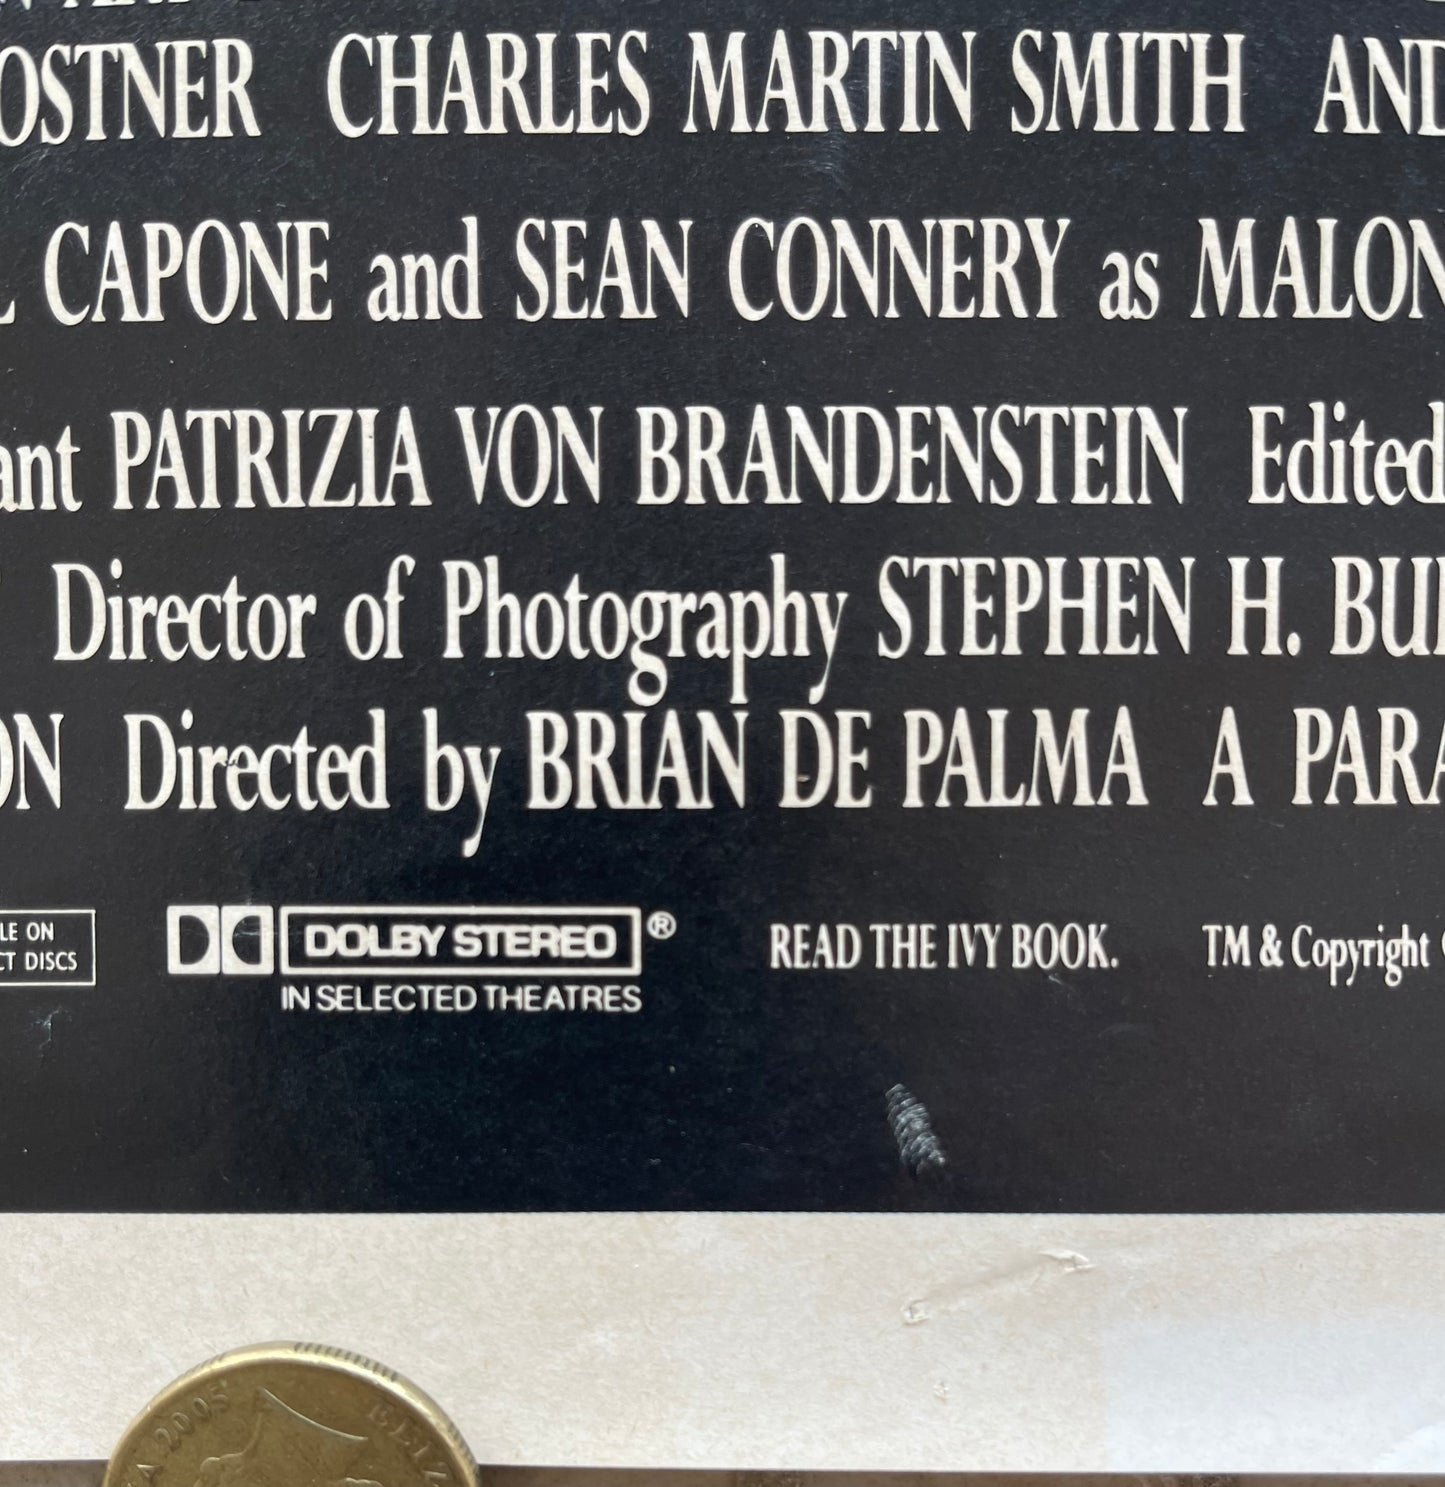 OSTNER CHARLES MARTIN SMITH AND
L CAPONE and SEAN CONNERY as MALON
ant PATRIZIA VON BRANDENSTEIN Edited
Director of Photography STEPHEN H. BU
ON Directed by BRIAN DE PALMA A PARA
LE ON
CT DISCS
DOLBY STEREO ®
IN SELECTED THEATRES
READ THE IVY BOOK.
TM & Copyright
A 2005
BELIZ